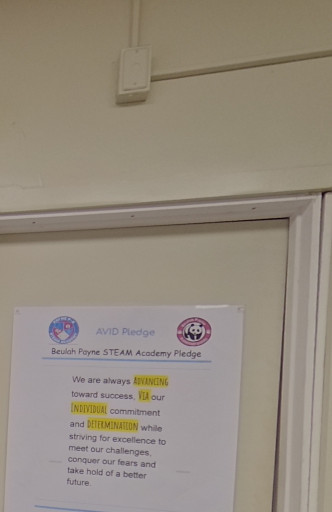 AVID Pledge
Beulah Payne STEAM Academy Pledge
We are always ADVANCING
toward success, VIA our
INDIVIDUAL commitment
and DETERMINATION while
striving for excellence to
meet our challenges,
conquer our fears and
take hold of a better
future.